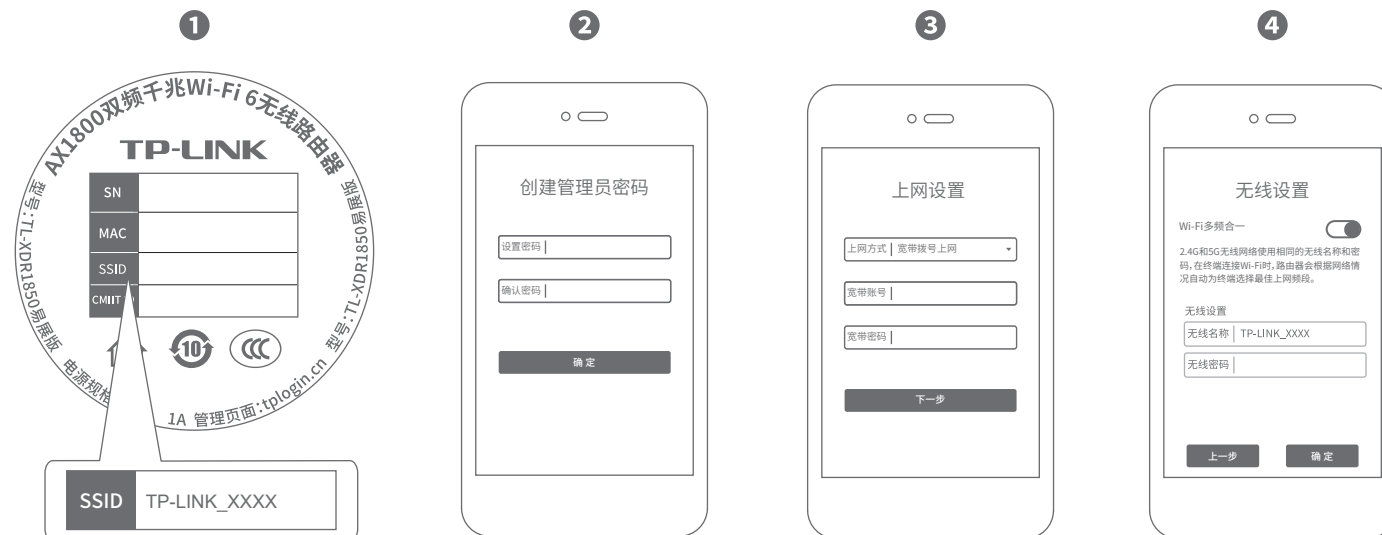 1
AX1800双频千兆Wi-Fi 6无线路由器
TP-LINK
SN
MAC
SSID
CMIIT
型号:TL-XDR1850易展版
电源规格
1A 管理页面:tplogin.cn
型号:TL-XDR1850易展版
10
CCC
SSID TP-LINK_XXXX
2
创建管理员密码
设置密码
确认密码
确 定
3
上网设置
上网方式 宽带拨号上网
宽带账号
宽带密码
下一步
4
无线设置
Wi-Fi多频合一
2.4G和5G无线网络使用相同的无线名称和密
码,在终端连接Wi-Fi时,路由器会根据网络情
况自动为终端选择最佳上网频段。
无线设置
无线名称 TP-LINK_XXXX
无线密码
上一步 确 定